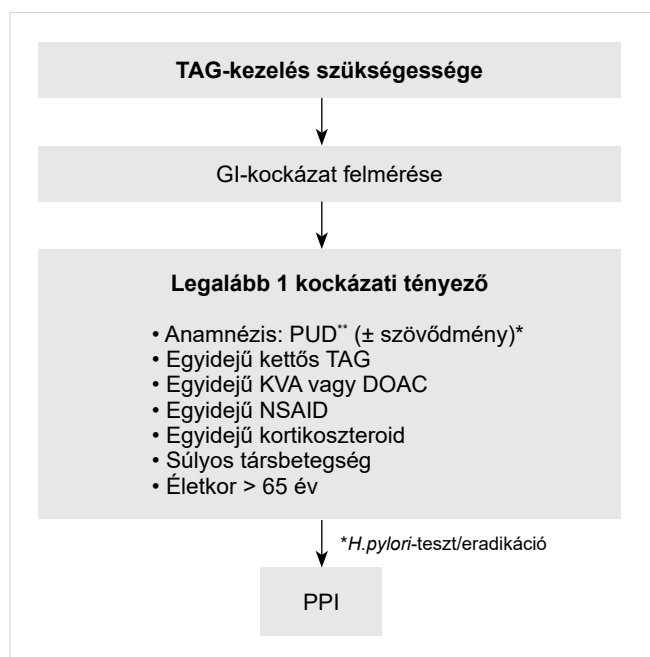 TAG-kezelés szükségessége
GI-kockázat felmérése
Legalább 1 kockázati tényező
• Anamnézis: PUD** (± szövődmény)*
• Egyidejű kettős TAG
• Egyidejű KVA vagy DOAC
• Egyidejű NSAID
• Egyidejű kortikoszteroid
• Súlyos társbetegség
• Életkor > 65 év
*H.pylori-teszt/eradikáció
PPI